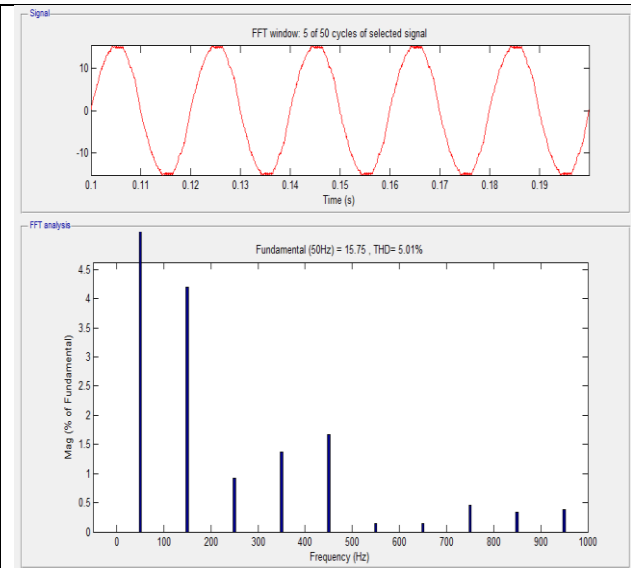 Signal
FFT window: 5 of 50 cycles of selected signal
10
0
-10
0.1 0.11 0.12 0.13 0.14 0.15 0.16 0.17 0.18 0.19
Time (s)
FFT analysis
Fundamental (50Hz) = 15.75 , THD= 5.01%
4.5
4
3.5
3
2.5
2
1.5
1
0.5
0
Mag (% of Fundamental)
0 100 200 300 400 500 600 700 800 900 1000
Frequency (Hz)